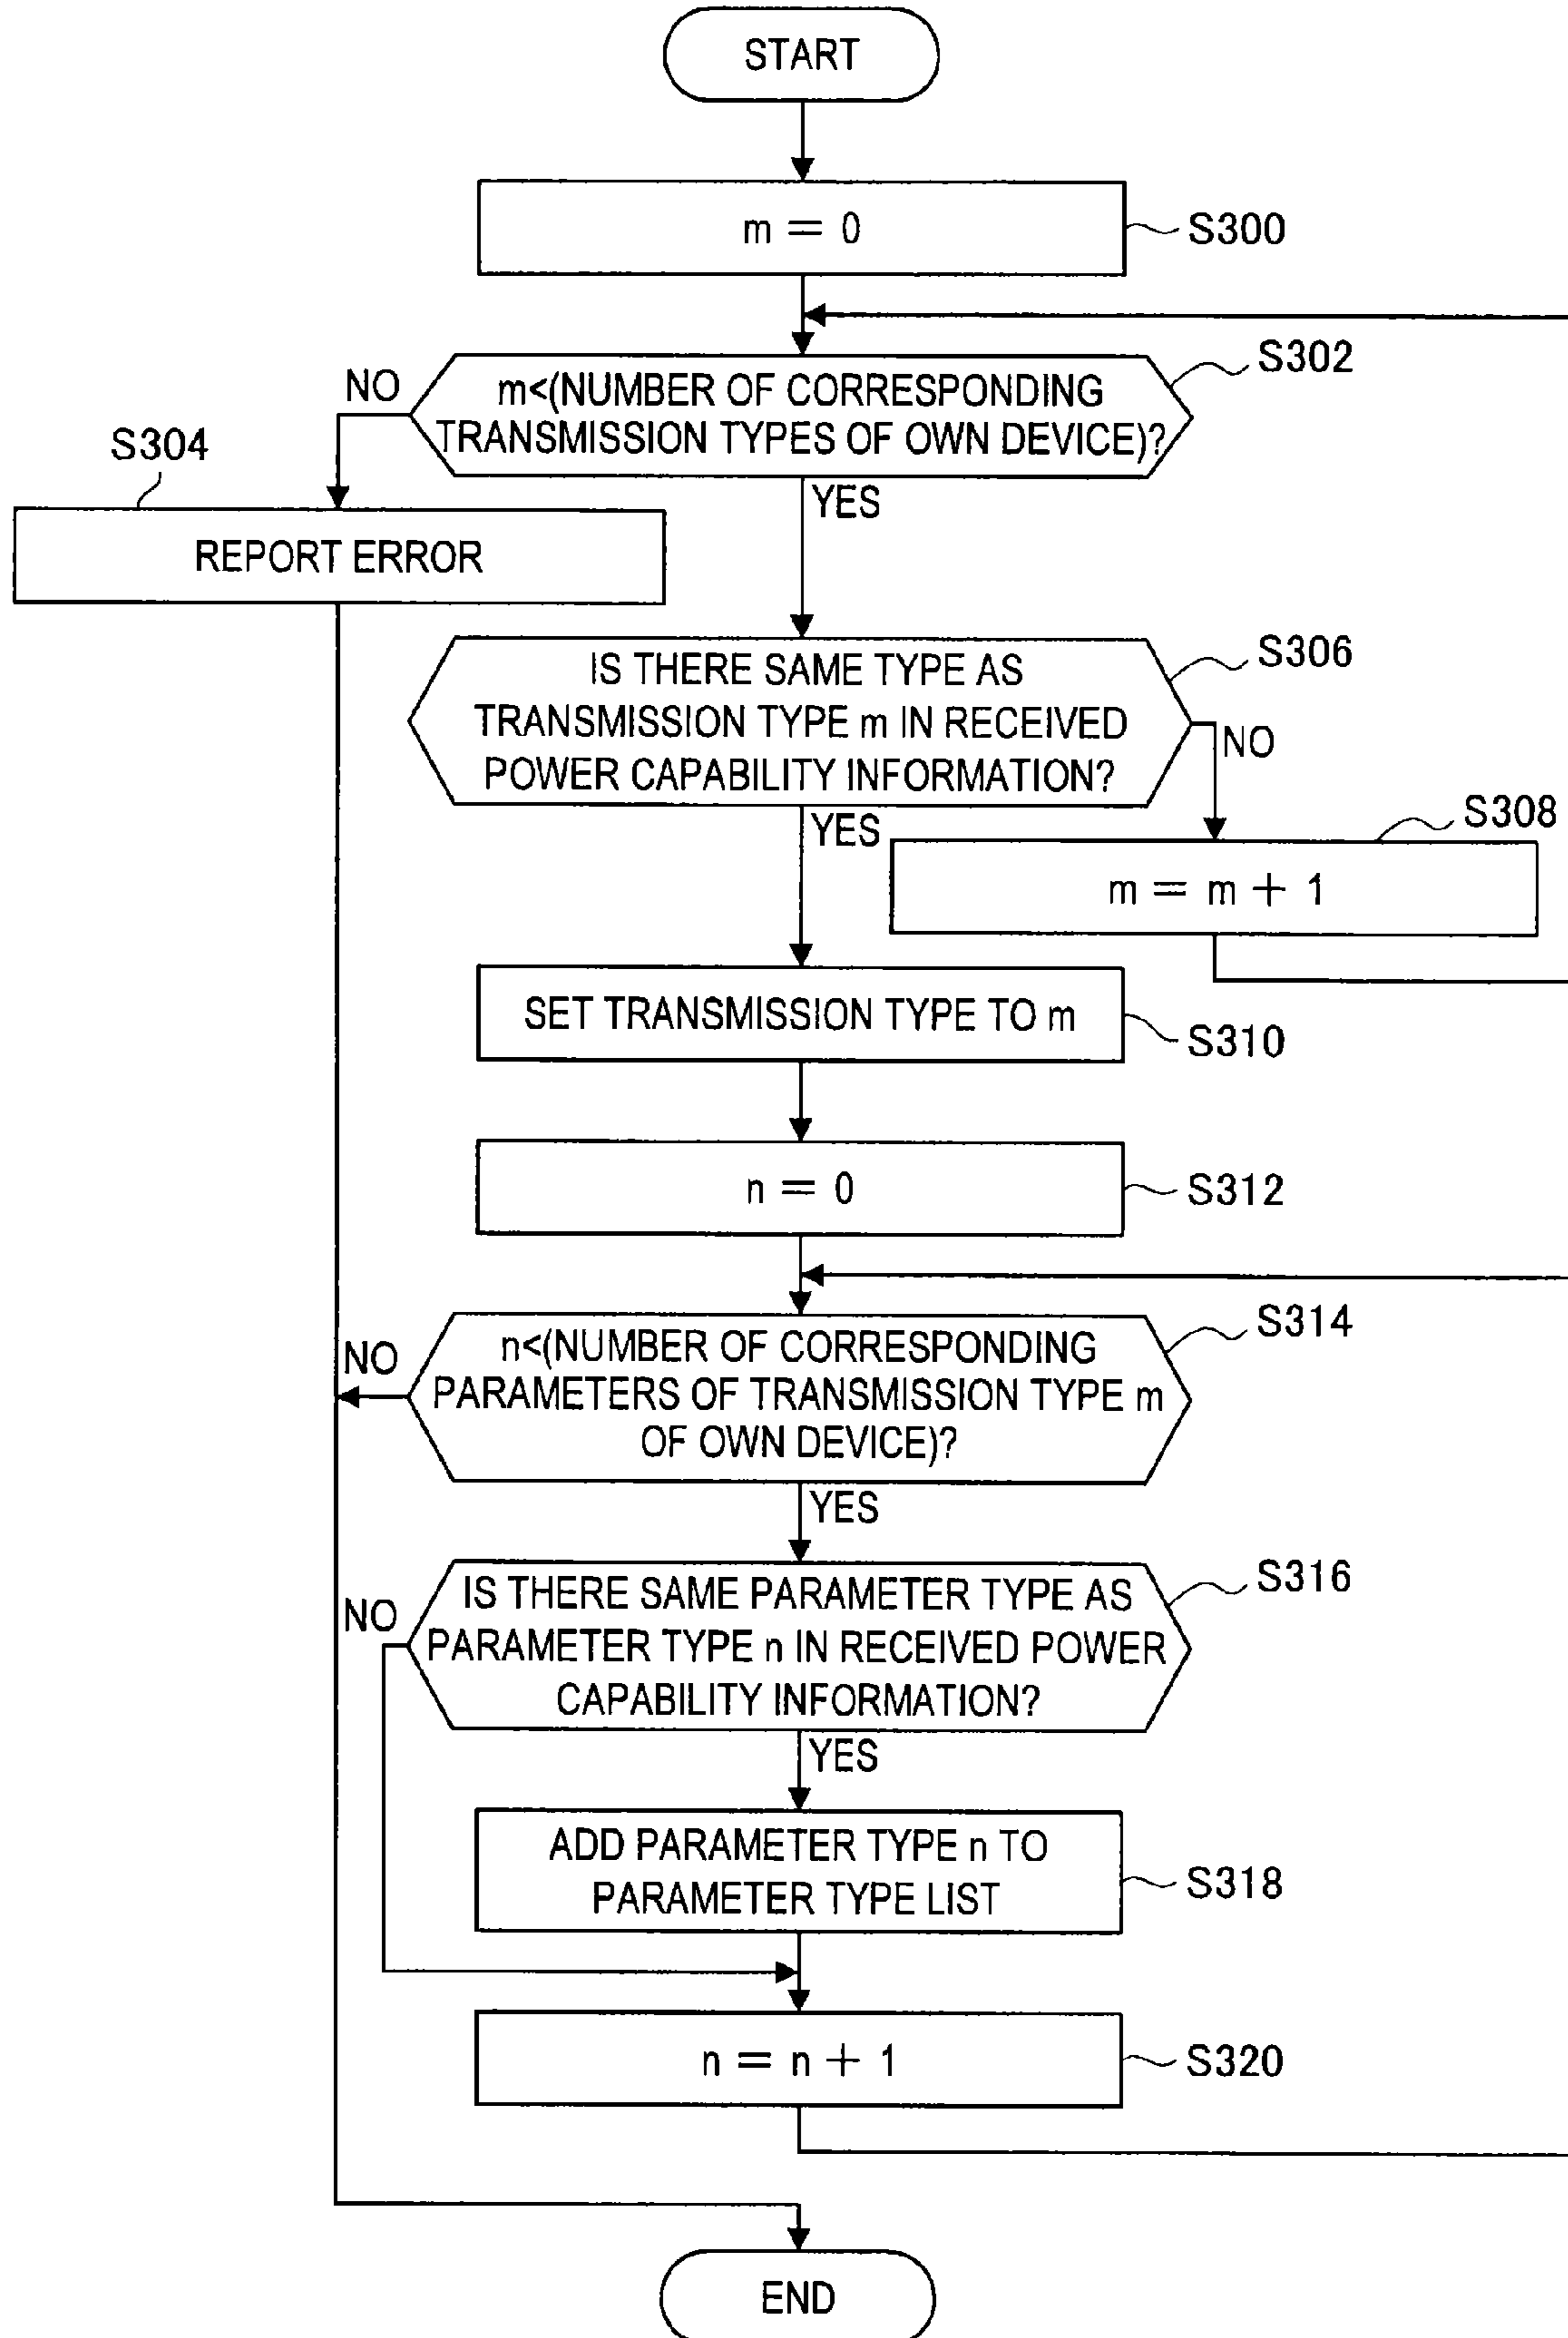 START
m = 0
S300
S302
NO
m<(NUMBER OF CORRESPONDING
TRANSMISSION TYPES OF OWN DEVICE)?
S304
YES
REPORT ERROR
S306
IS THERE SAME TYPE AS
TRANSMISSION TYPE m IN RECEIVED
POWER CAPABILITY INFORMATION?
NO
YES
S308
m = m + 1
SET TRANSMISSION TYPE TO m
S310
n = 0
S312
S314
NO
n<(NUMBER OF CORRESPONDING
PARAMETERS OF TRANSMISSION TYPE m
OF OWN DEVICE)?
YES
S316
NO
IS THERE SAME PARAMETER TYPE AS
PARAMETER TYPE n IN RECEIVED POWER
CAPABILITY INFORMATION?
YES
ADD PARAMETER TYPE n TO
PARAMETER TYPE LIST
S318
n = n + 1
S320
END